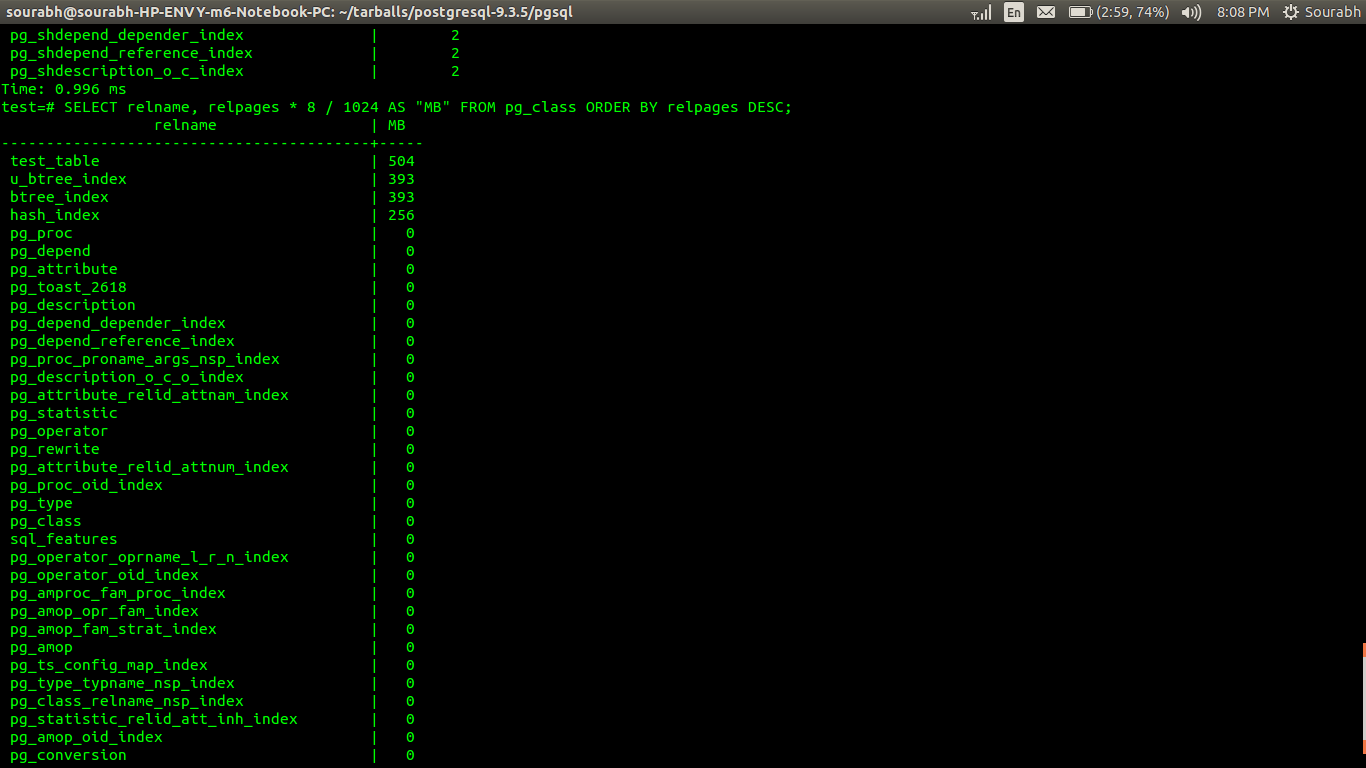 sourabh@sourabh-HP-ENVY-m6-Notebook-PC: ~/tarballs/postgresql-9.3.5/pgsql En (2:59, 74%) 8:08 PM Sourabh
 pg_shdepend_depender_index              |        2
 pg_shdepend_reference_index             |        2
 pg_shdescription_o_c_index              |        2
Time: 0.996 ms
test=# SELECT relname, relpages * 8 / 1024 AS "MB" FROM pg_class ORDER BY relpages DESC;
                 relname                 | MB
-----------------------------------------+-----
 test_table                              | 504
 u_btree_index                           | 393
 btree_index                             | 393
 hash_index                              | 256
 pg_proc                                 |   0
 pg_depend                               |   0
 pg_attribute                            |   0
 pg_toast_2618                           |   0
 pg_description                          |   0
 pg_depend_depender_index                |   0
 pg_depend_reference_index               |   0
 pg_proc_proname_args_nsp_index          |   0
 pg_description_o_c_o_index              |   0
 pg_attribute_relid_attnam_index         |   0
 pg_statistic                            |   0
 pg_operator                             |   0
 pg_rewrite                              |   0
 pg_attribute_relid_attnum_index         |   0
 pg_proc_oid_index                       |   0
 pg_type                                 |   0
 pg_class                                |   0
 sql_features                            |   0
 pg_operator_oprname_l_r_n_index         |   0
 pg_operator_oid_index                   |   0
 pg_amproc_fam_proc_index                |   0
 pg_amop_opr_fam_index                   |   0
 pg_amop_fam_strat_index                 |   0
 pg_amop                                 |   0
 pg_ts_config_map_index                  |   0
 pg_type_typname_nsp_index               |   0
 pg_class_relname_nsp_index              |   0
 pg_statistic_relid_att_inh_index        |   0
 pg_amop_oid_index                       |   0
 pg_conversion                           |   0